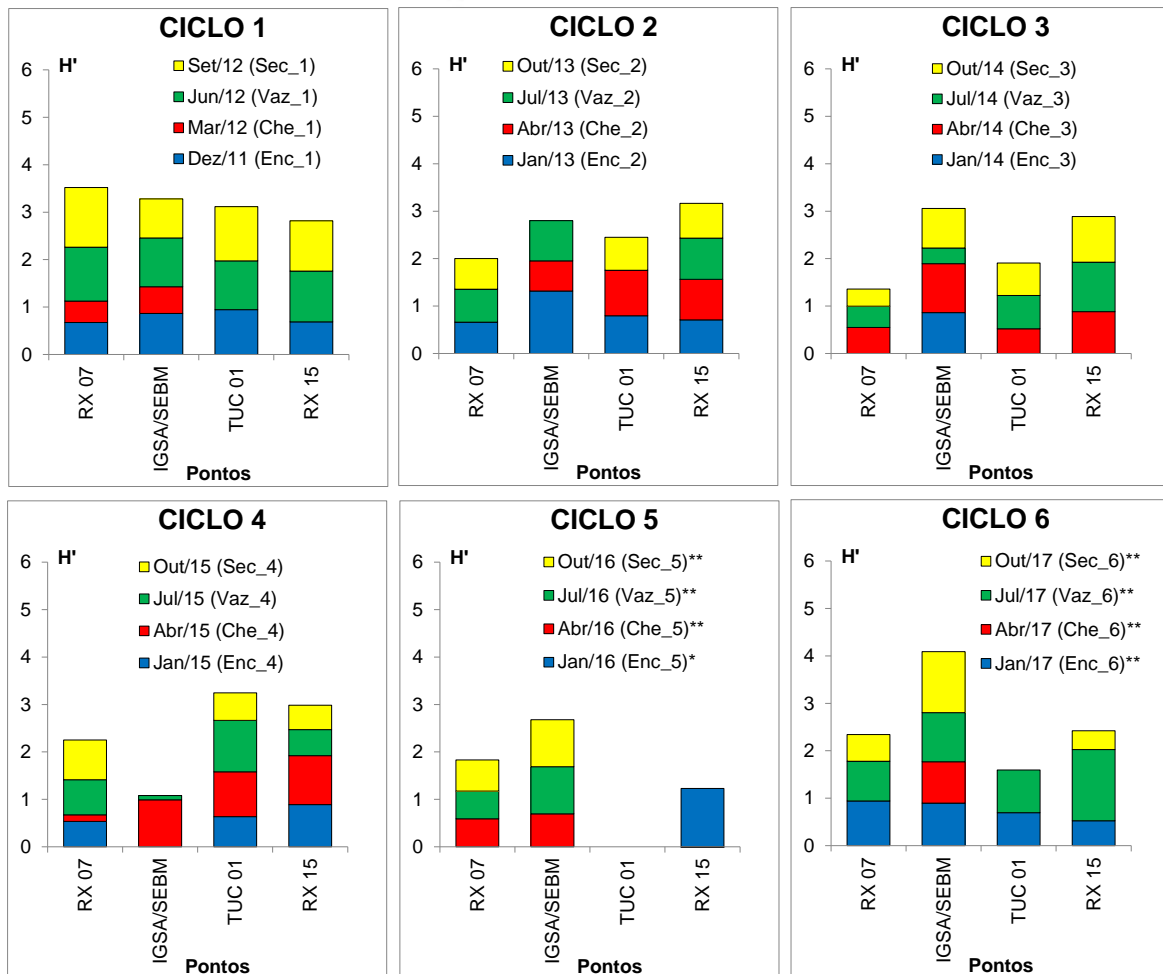 CICLO 1
H'
Set/12 (Sec_1)
Jun/12 (Vaz_1)
Mar/12 (Che_1)
Dez/11 (Enc_1)
6
5
4
3
2
1
0
RX 07
IGSA/SEBM
TUC 01
RX 15
Pontos
CICLO 2
H'
Out/13 (Sec_2)
Jul/13 (Vaz_2)
Abr/13 (Che_2)
Jan/13 (Enc_2)
6
5
4
3
2
1
0
RX 07
IGSA/SEBM
TUC 01
RX 15
Pontos
CICLO 3
H'
Out/14 (Sec_3)
Jul/14 (Vaz_3)
Abr/14 (Che_3)
Jan/14 (Enc_3)
6
5
4
3
2
1
0
RX 07
IGSA/SEBM
TUC 01
RX 15
Pontos
CICLO 4
H'
Out/15 (Sec_4)
Jul/15 (Vaz_4)
Abr/15 (Che_4)
Jan/15 (Enc_4)
6
5
4
3
2
1
0
RX 07
IGSA/SEBM
TUC 01
RX 15
Pontos
CICLO 5
H'
Out/16 (Sec_5)**
Jul/16 (Vaz_5)**
Abr/16 (Che_5)**
Jan/16 (Enc_5)*
6
5
4
3
2
1
0
RX 07
IGSA/SEBM
TUC 01
RX 15
Pontos
CICLO 6
H'
Out/17 (Sec_6)**
Jul/17 (Vaz_6)**
Abr/17 (Che_6)**
Jan/17 (Enc_6)**
6
5
4
3
2
1
0
RX 07
IGSA/SEBM
TUC 01
RX 15
Pontos